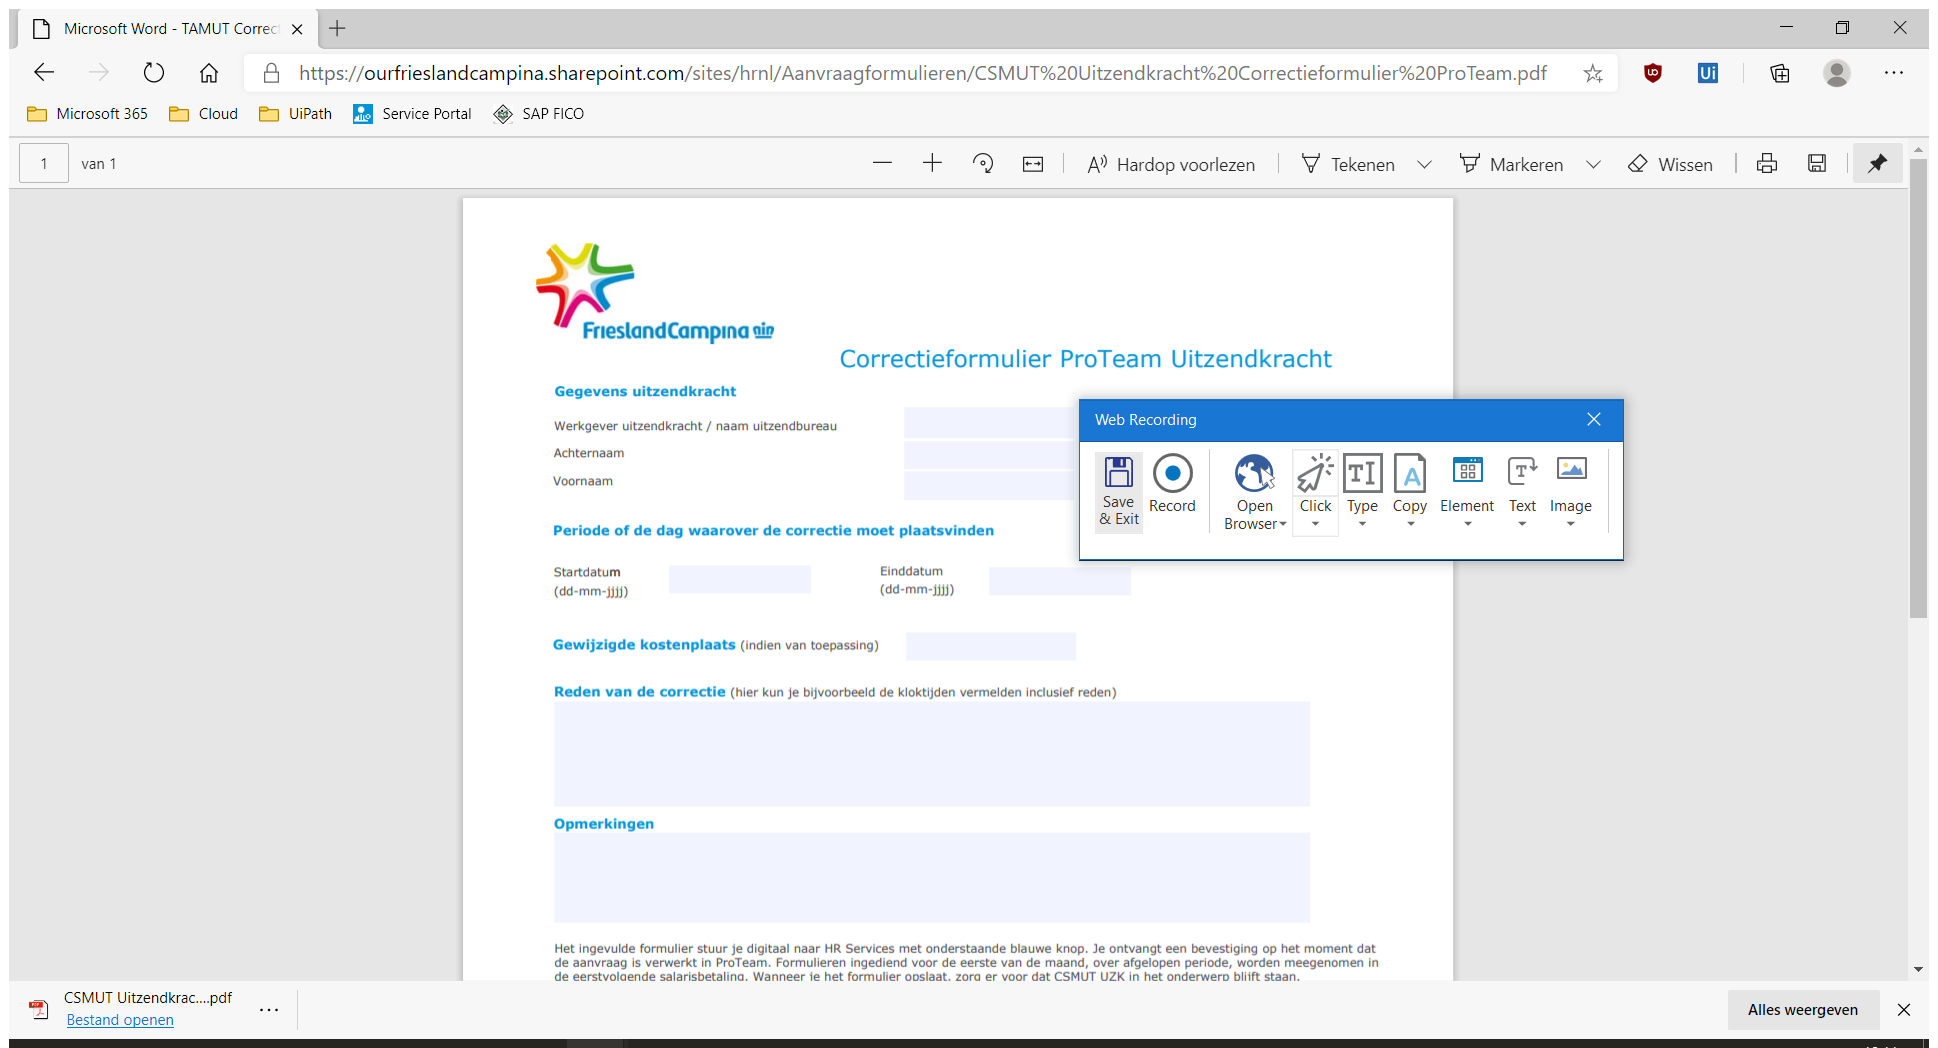 Microsoft Word - TAMUT Correc
https://ourfrieslandcampina.sharepoint.com/sites/hrnl/Aanvraagformulieren/CSMUT%20Uitzendkracht%20Correctieformulier%20ProTeam.pdf
Microsoft 365 Cloud UiPath Service Portal SAP FICO
1 van 1 Hardop voorlezen Tekenen Markeren Wissen
FrieslandCampina
Correctieformulier ProTeam Uitzendkracht
Gegevens uitzendkracht
Werkgever uitzendkracht / naam uitzendbureau
Achternaam
Voornaam
Web Recording
Save & Exit
Record
Open Browser
Click
Type
Copy
Element
Text
Image
Periode of de dag waarover de correctie moet plaatsvinden
Startdatum
(dd-mm-jjjj)
Einddatum
(dd-mm-jjjj)
Gewijzigde kostenplaats (indien van toepassing)
Reden van de correctie (hier kun je bijvoorbeeld de kloktijden vermelden inclusief reden)
Opmerkingen
Het ingevulde formulier stuur je digitaal naar HR Services met onderstaande blauwe knop. Je ontvangt een bevestiging op het moment dat
de aanvraag is verwerkt in ProTeam. Formulieren ingediend voor de eerste van de maand, over afgelopen periode, worden meegenomen in
de eerstvolgende salarisbetaling. Wanneer je het formulier opslaat, zorg er voor dat CSMUT UZK in het onderwerp blijft staan.
CSMUT Uitzendkrac....pdf
Bestand openen
Alles weergeven